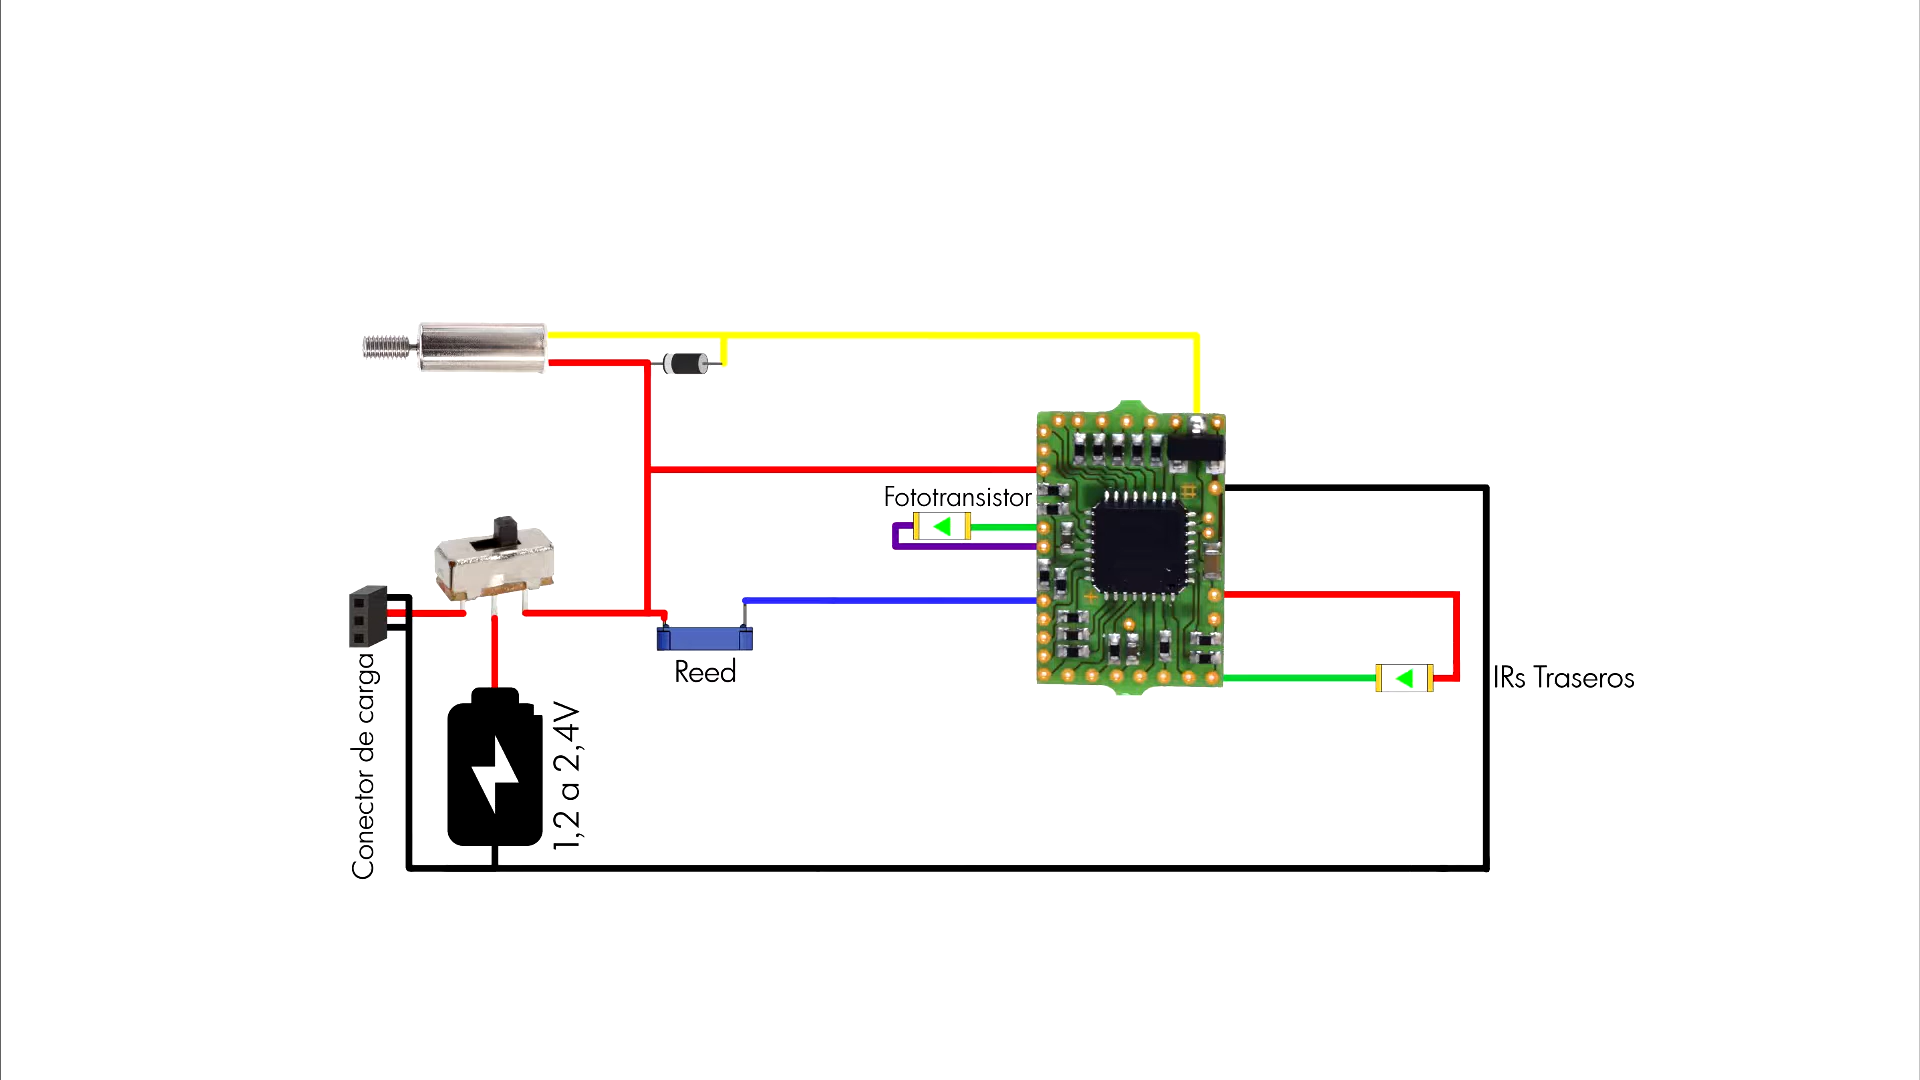 Fototransistor
Reed
IRs Traseros
Conector de carga
1,2 a 2,4V